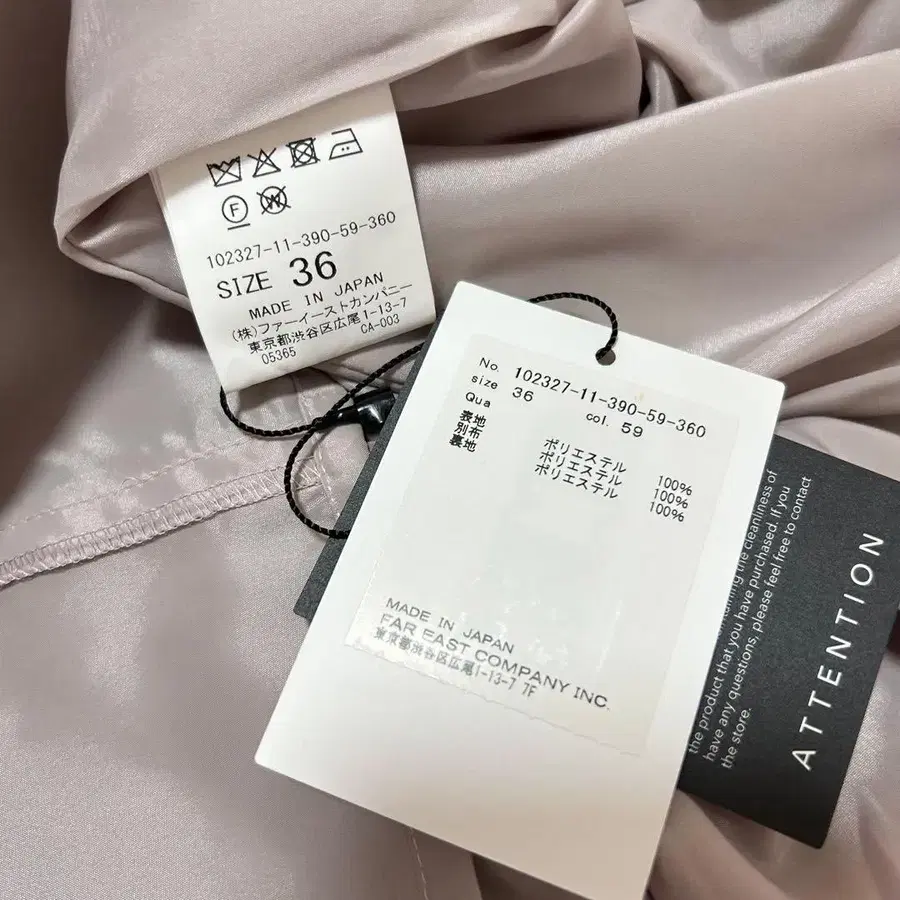 F
W
102327-11-390-59-360
SIZE 36
MADE IN JAPAN
(株)ファーイーストカンパニー
東京都渋谷区広尾1-13-7
05365 CA-003
No. 102327-11-390-59-360
size 36 col. 59
Qua
表地 ポリエステル 100%
別布 ポリエステル 100%
裏地 ポリエステル 100%
MADE IN JAPAN
FAR EAST COMPANY INC.
東京都渋谷区広尾1-13-7 7F
ATTENTION
the cleanliness of
the product that you have purchased. If you
have any questions, please feel free to contact
the store.